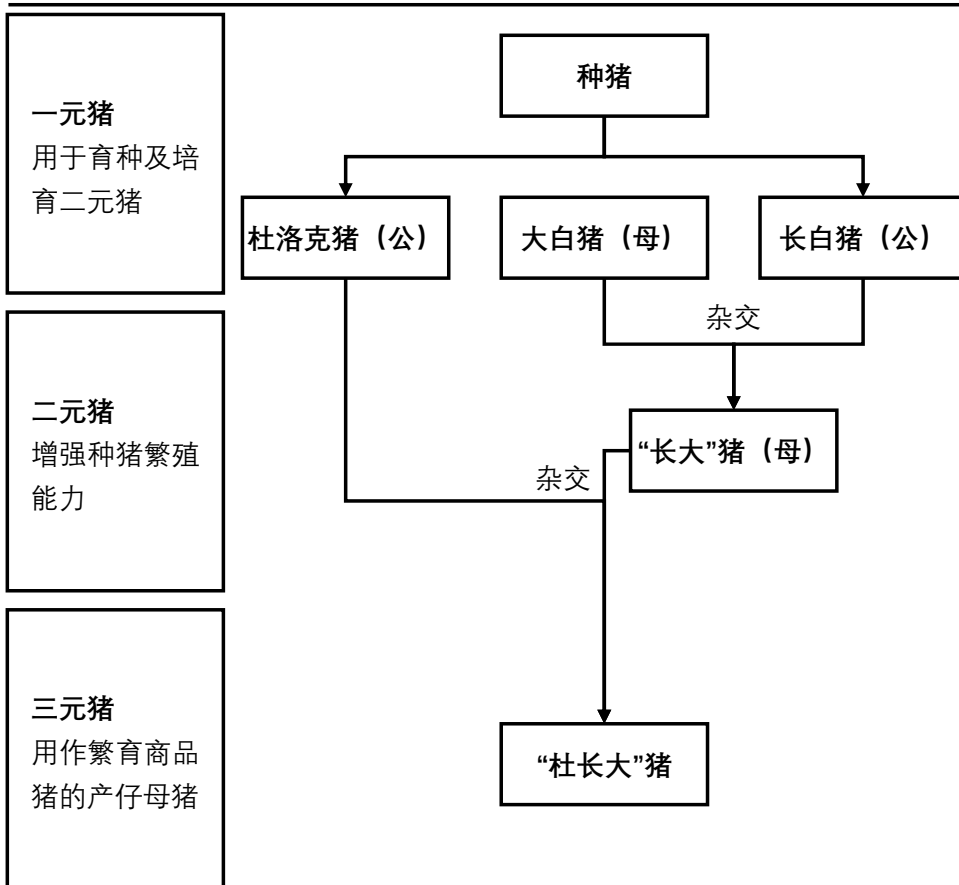 一元猪
用于育种及培
育二元猪
种猪
杜洛克猪（公）
大白猪（母）
长白猪（公）
杂交
二元猪
增强种猪繁殖
能力
“长大”猪（母）
杂交
三元猪
用作繁育商品
猪的产仔母猪
“杜长大”猪